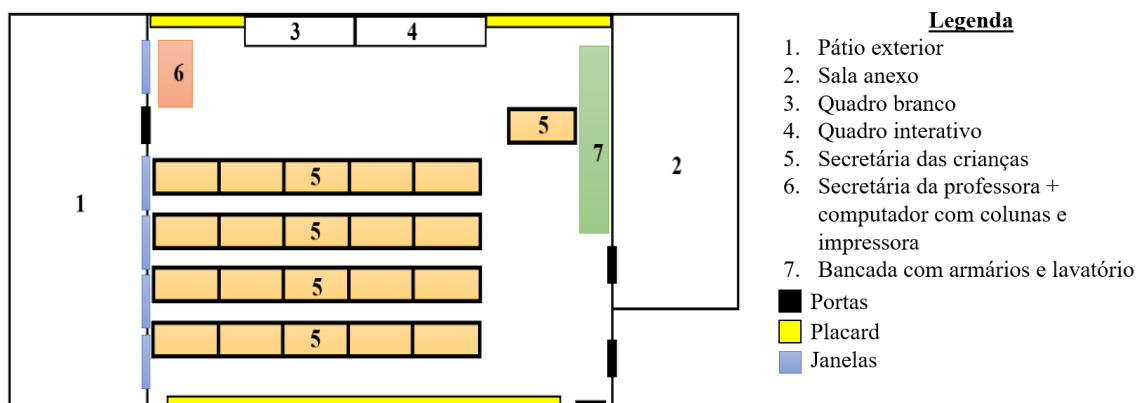 3
4
6
5
7
2
1
5
5
5
5
Legenda
1. Pátio exterior
2. Sala anexo
3. Quadro branco
4. Quadro interativo
5. Secretária das crianças
6. Secretária da professora +
computador com colunas e
impressora
7. Bancada com armários e lavatório
Portas
Placard
Janelas